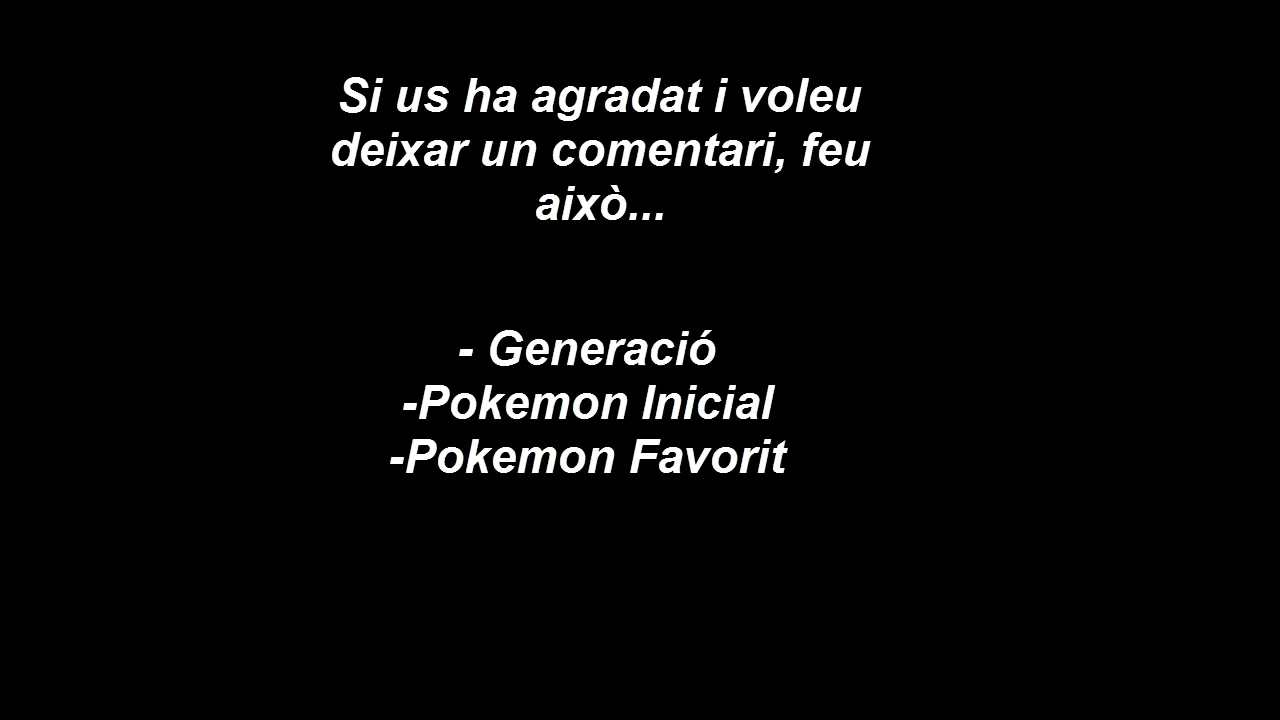 Si us ha agradat i voleu
deixar un comentari, feu
això...
- Generació
-Pokemon Inicial
-Pokemon Favorit